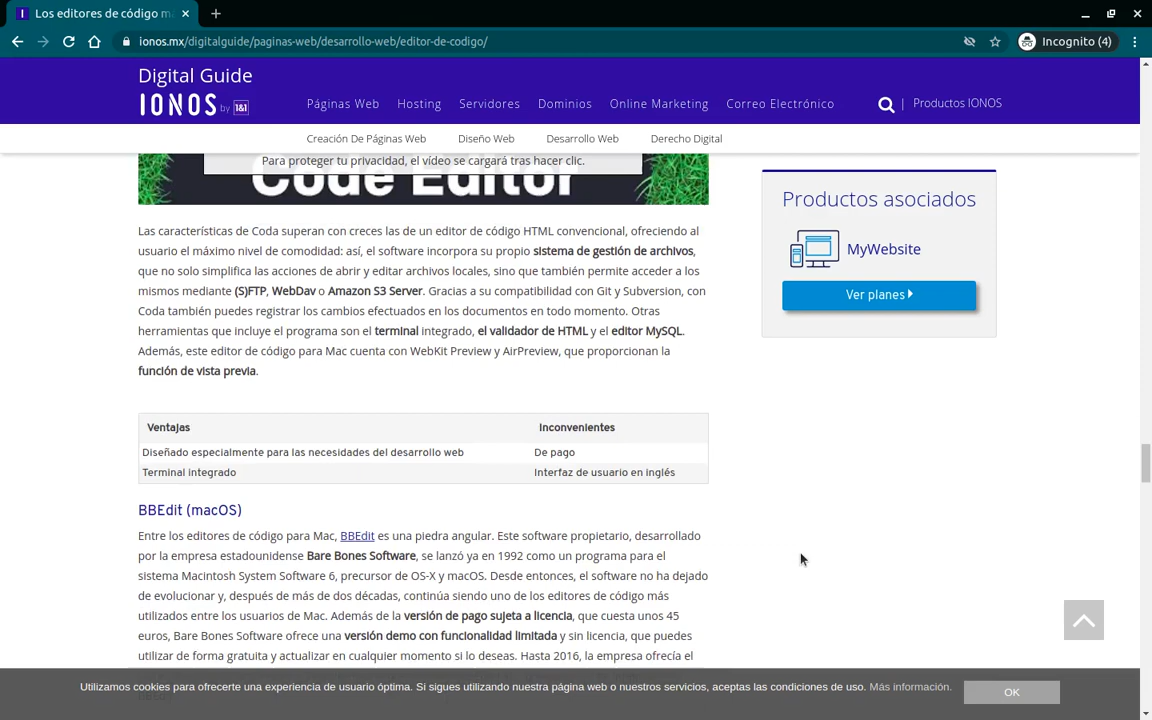 Los editores de código m
ionos.mx/digitalguide/paginas-web/desarrollo-web/editor-de-codigo/
Incognito (4)
Digital Guide
IONOS by 1&1
Páginas Web
Hosting
Servidores
Dominios
Online Marketing
Correo Electrónico
Productos IONOS
Creación De Páginas Web
Diseño Web
Desarrollo Web
Derecho Digital
Para proteger tu privacidad, el vídeo se cargará tras hacer clic.
Code Editor
Las características de Coda superan con creces las de un editor de código HTML convencional, ofreciendo al
usuario el máximo nivel de comodidad: así, el software incorpora su propio sistema de gestión de archivos,
que no solo simplifica las acciones de abrir y editar archivos locales, sino que también permite acceder a los
mismos mediante (S)FTP, WebDav o Amazon S3 Server. Gracias a su compatibilidad con Git y Subversion, con
Coda también puedes registrar los cambios efectuados en los documentos en todo momento. Otras
herramientas que incluye el programa son el terminal integrado, el validador de HTML y el editor MySQL.
Además, este editor de código para Mac cuenta con WebKit Preview y AirPreview, que proporcionan la
función de vista previa.
Ventajas
Inconvenientes
Diseñado especialmente para las necesidades del desarrollo web
De pago
Terminal integrado
Interfaz de usuario en inglés
BBEdit (macOS)
Entre los editores de código para Mac, BBEdit es una piedra angular. Este software propietario, desarrollado
por la empresa estadounidense Bare Bones Software, se lanzó ya en 1992 como un programa para el
sistema Macintosh System Software 6, precursor de OS-X y macOS. Desde entonces, el software no ha dejado
de evolucionar y, después de más de dos décadas, continúa siendo uno de los editores de código más
utilizados entre los usuarios de Mac. Además de la versión de pago sujeta a licencia, que cuesta unos 45
euros, Bare Bones Software ofrece una versión demo con funcionalidad limitada y sin licencia, que puedes
utilizar de forma gratuita y actualizar en cualquier momento si lo deseas. Hasta 2016, la empresa ofrecía el
Productos asociados
MyWebsite
Ver planes
Utilizamos cookies para ofrecerte una experiencia de usuario óptima. Si sigues utilizando nuestra página web o nuestros servicios, aceptas las condiciones de uso. Más información.
OK